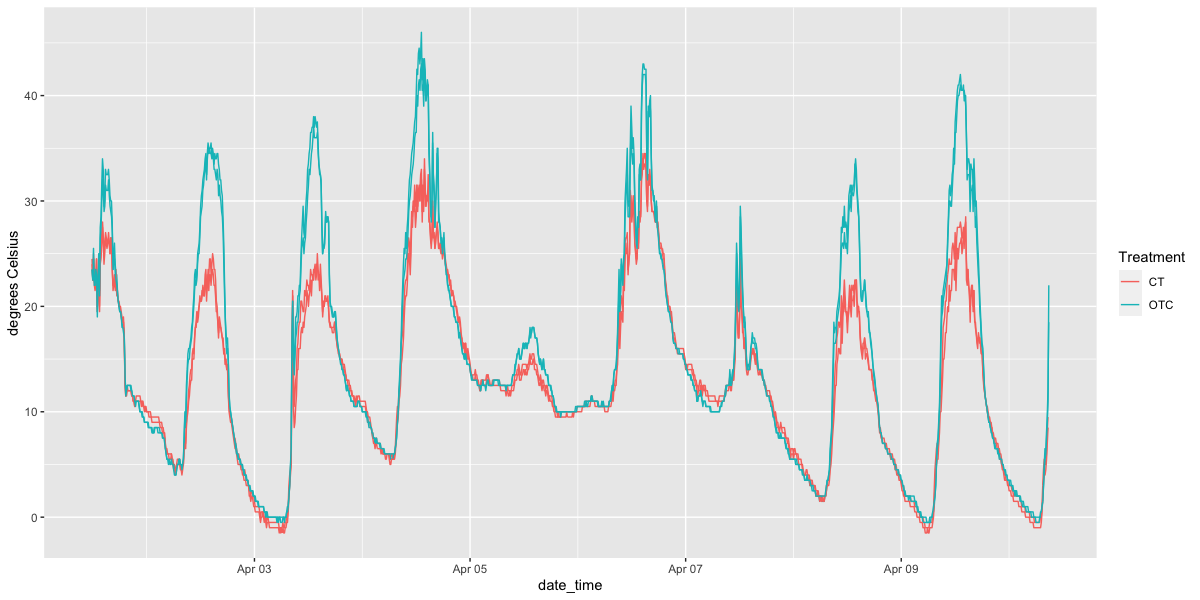 degrees Celsius
40
30
20
10
0
Apr 03
Apr 05
Apr 07
Apr 09
date_time
Treatment
CT
OTC